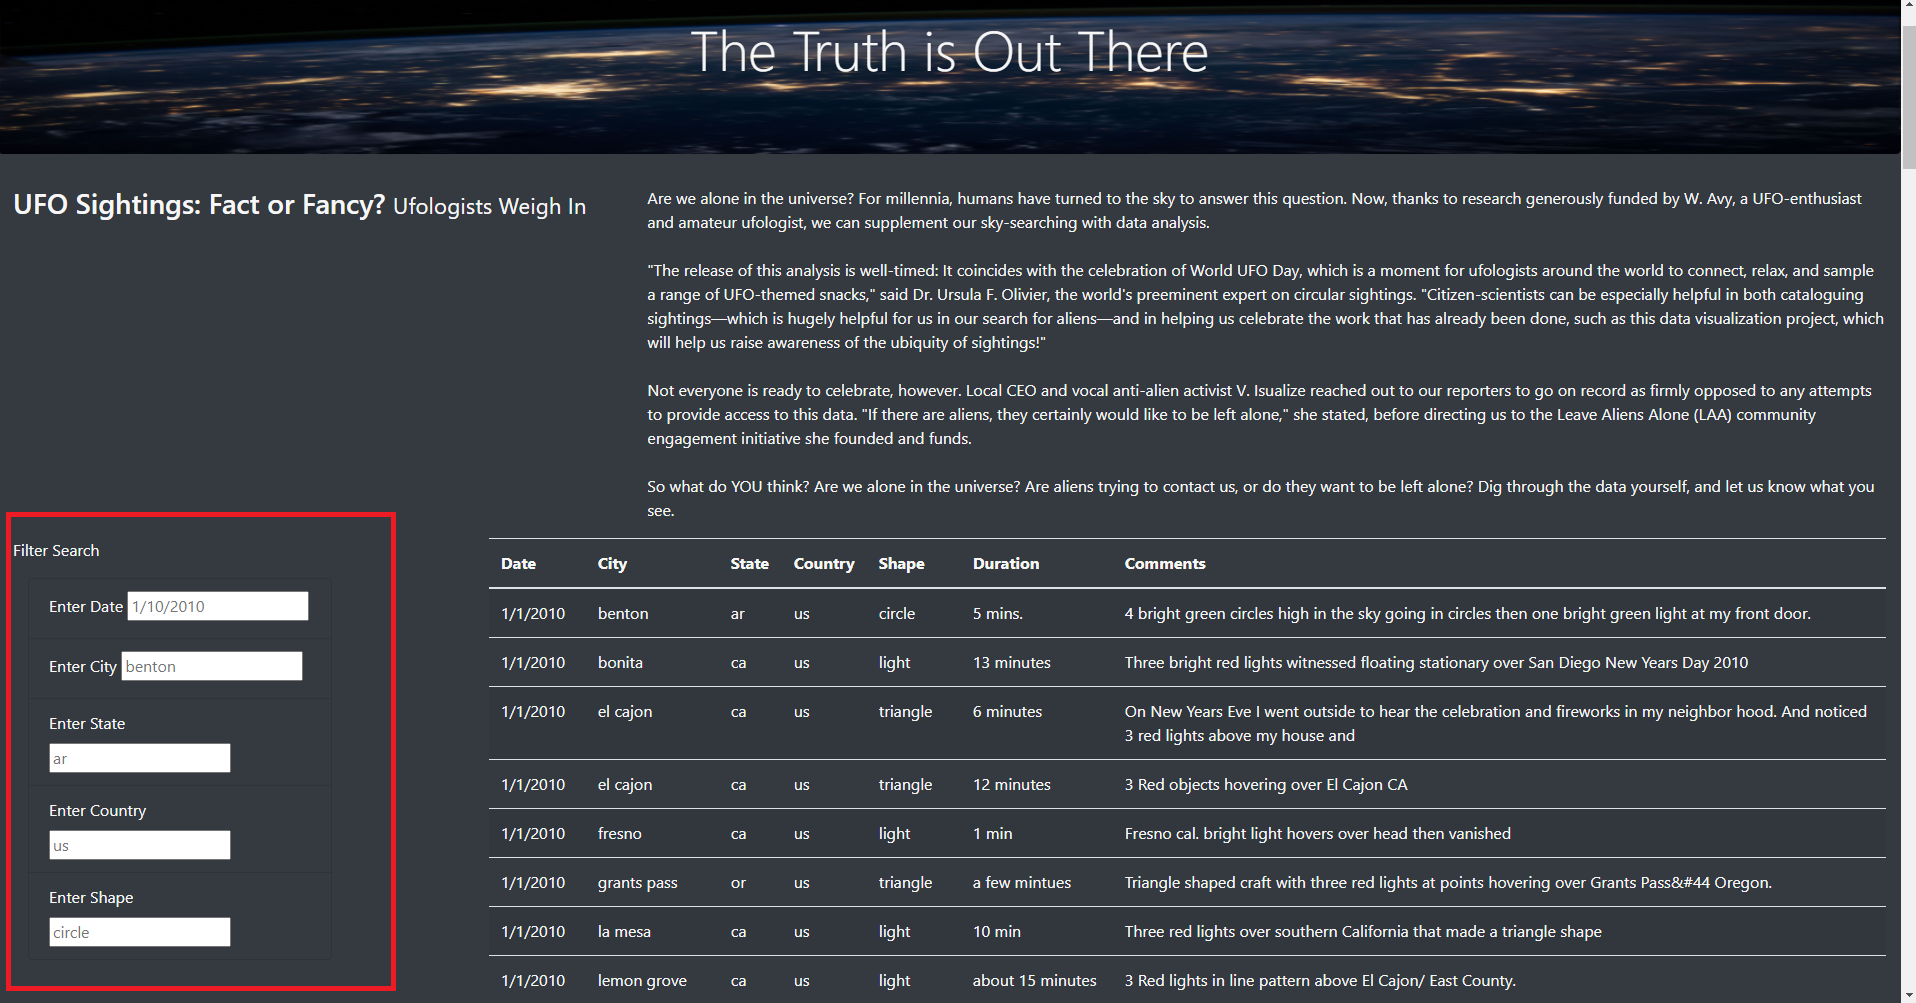 The Truth is Out There
UFO Sightings: Fact or Fancy? Ufologists Weigh In
Are we alone in the universe? For millennia, humans have turned to the sky to answer this question. Now, thanks to research generously funded by W. Avy, a UFO-enthusiast
and amateur ufologist, we can supplement our sky-searching with data analysis.
"The release of this analysis is well-timed: It coincides with the celebration of World UFO Day, which is a moment for ufologists around the world to connect, relax, and sample
a range of UFO-themed snacks," said Dr. Ursula F. Olivier, the world's preeminent expert on circular sightings. "Citizen-scientists can be especially helpful in both cataloguing
sightings—which is hugely helpful for us in our search for aliens—and in helping us celebrate the work that has already been done, such as this data visualization project, which
will help us raise awareness of the ubiquity of sightings!"
Not everyone is ready to celebrate, however. Local CEO and vocal anti-alien activist V. Isualize reached out to our reporters to go on record as firmly opposed to any attempts
to provide access to this data. "If there are aliens, they certainly would like to be left alone," she stated, before directing us to the Leave Aliens Alone (LAA) community
engagement initiative she founded and funds.
So what do YOU think? Are we alone in the universe? Are aliens trying to contact us, or do they want to be left alone? Dig through the data yourself, and let us know what you
see.
Filter Search
Enter Date 1/10/2010
Enter City benton
Enter State
ar
Enter Country
us
Enter Shape
circle
Date City State Country Shape Duration Comments
1/1/2010 benton ar us circle 5 mins. 4 bright green circles high in the sky going in circles then one bright green light at my front door.
1/1/2010 bonita ca us light 13 minutes Three bright red lights witnessed floating stationary over San Diego New Years Day 2010
1/1/2010 el cajon ca us triangle 6 minutes On New Years Eve I went outside to hear the celebration and fireworks in my neighbor hood. And noticed
3 red lights above my house and
1/1/2010 el cajon ca us triangle 12 minutes 3 Red objects hovering over El Cajon CA
1/1/2010 fresno ca us light 1 min Fresno cal. bright light hovers over head then vanished
1/1/2010 grants pass or us triangle a few mintues Triangle shaped craft with three red lights at points hovering over Grants Pass&#44 Oregon.
1/1/2010 la mesa ca us light 10 min Three red lights over southern California that made a triangle shape
1/1/2010 lemon grove ca us light about 15 minutes 3 Red lights in line pattern above El Cajon/ East County.